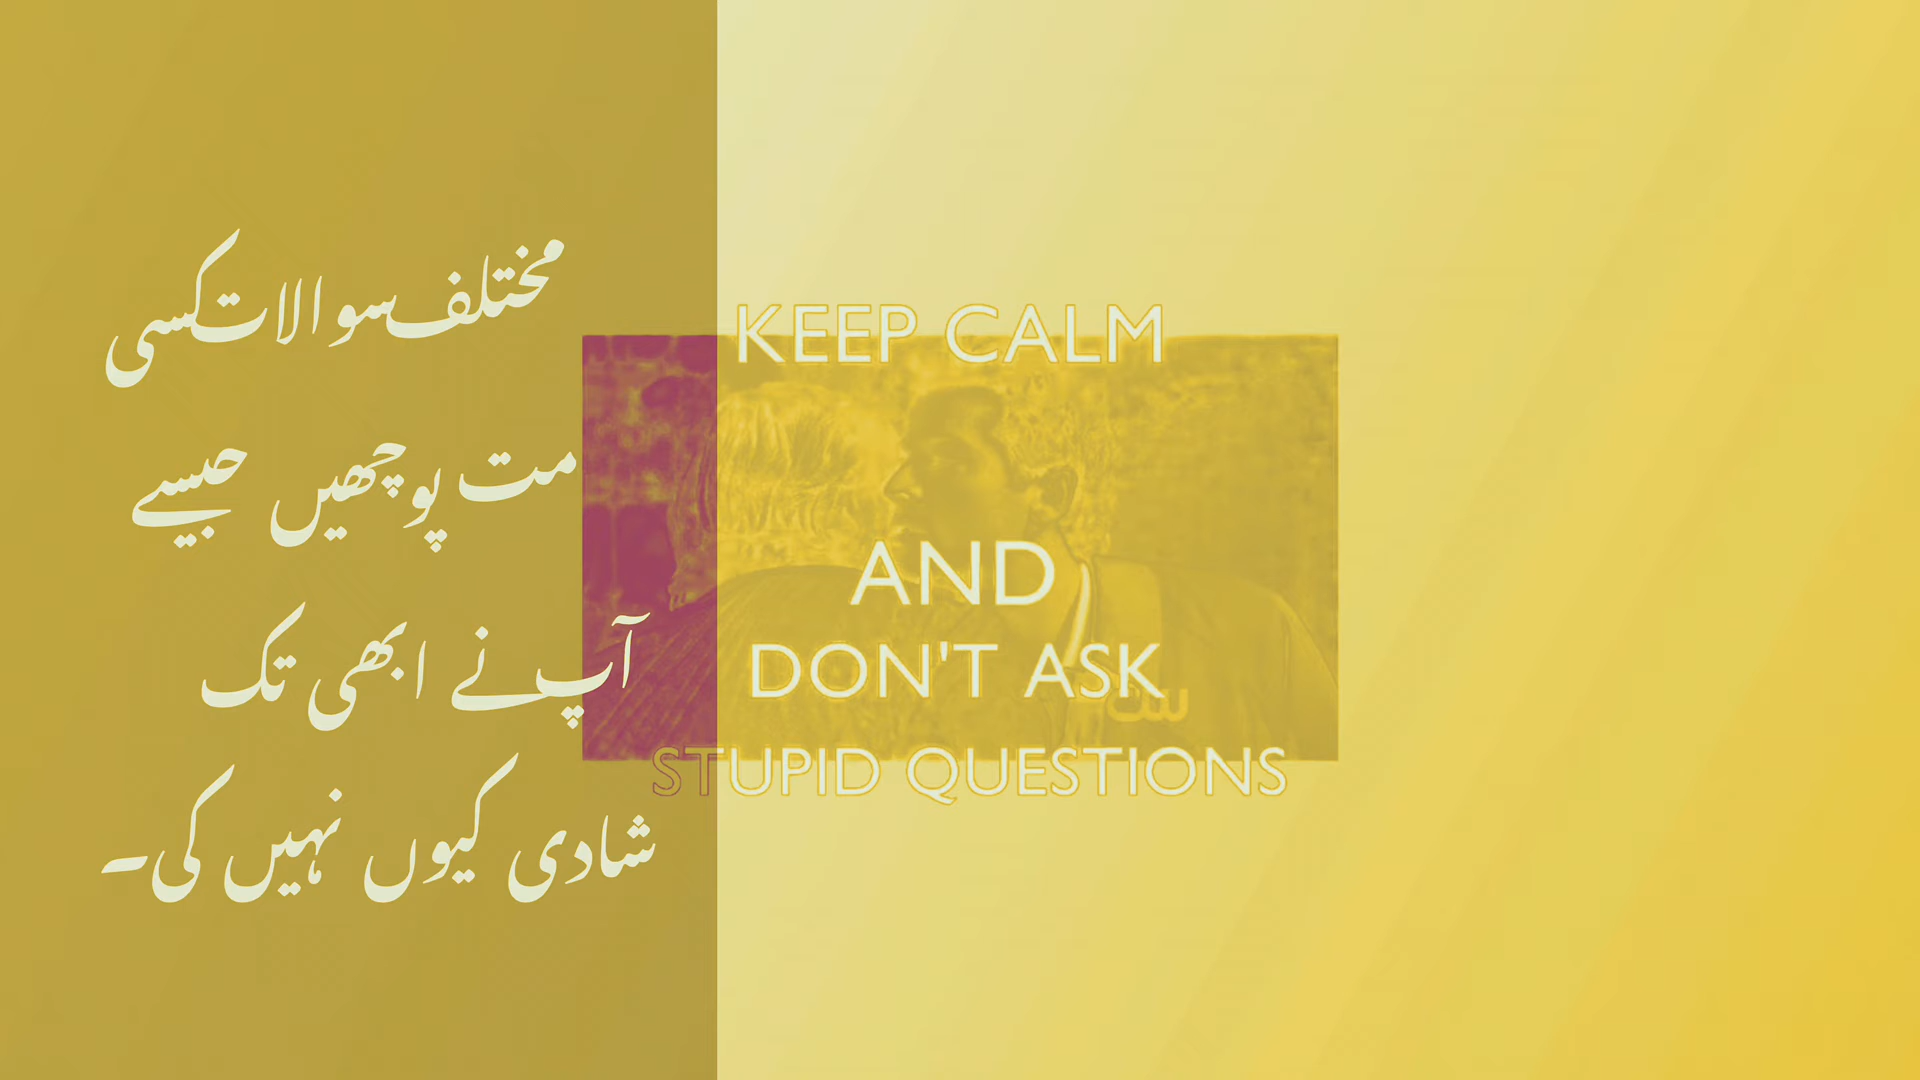 مختلف سوالات کسی
مت پوچھیں جیسے
آپ نے ابھی تک
شادی کیوں نہیں کی۔
KEEP CALM
AND
DON'T ASK
STUPID QUESTIONS